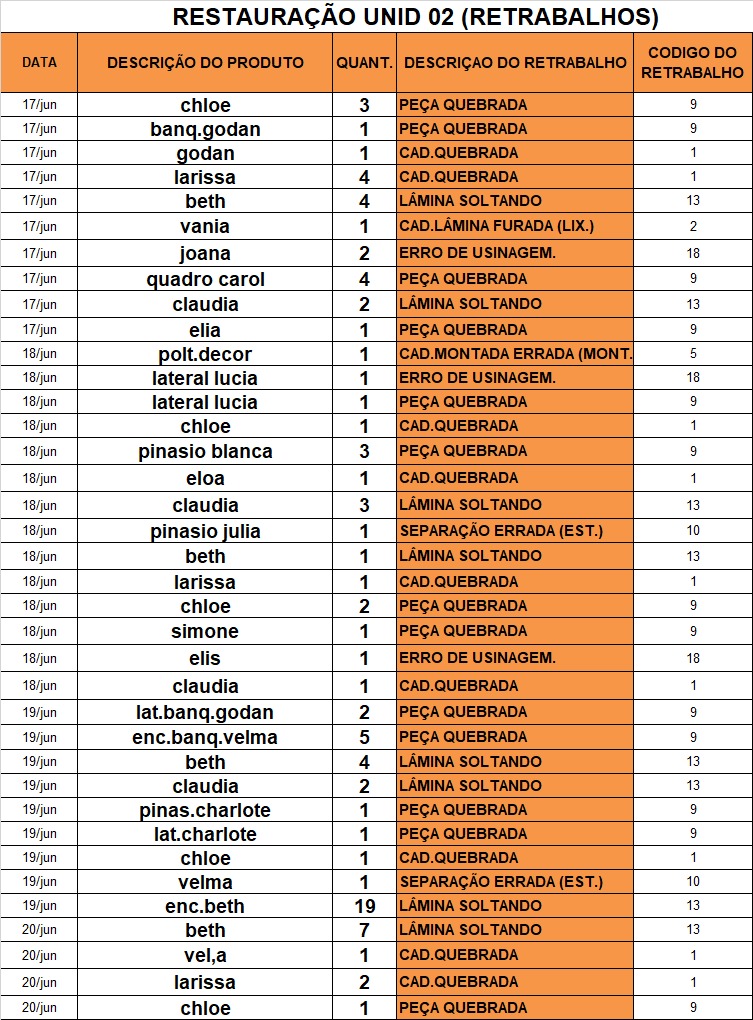 RESTAURAÇÃO UNID 02 (RETRABALHOS)
DATA DESCRIÇÃO DO PRODUTO QUANT. DESCRIÇAO DO RETRABALHO CODIGO DO RETRABALHO
17/jun chloe 3 PEÇA QUEBRADA 9
17/jun banq.godan 1 PEÇA QUEBRADA 9
17/jun godan 1 CAD.QUEBRADA 1
17/jun larissa 4 CAD.QUEBRADA 1
17/jun beth 4 LÂMINA SOLTANDO 13
17/jun vania 1 CAD.LÂMINA FURADA (LIX.) 2
17/jun joana 2 ERRO DE USINAGEM. 18
17/jun quadro carol 4 PEÇA QUEBRADA 9
17/jun claudia 2 LÂMINA SOLTANDO 13
17/jun elia 1 PEÇA QUEBRADA 9
18/jun polt.decor 1 CAD.MONTADA ERRADA (MONT. 5
18/jun lateral lucia 1 ERRO DE USINAGEM. 18
18/jun lateral lucia 1 PEÇA QUEBRADA 9
18/jun chloe 1 CAD.QUEBRADA 1
18/jun pinasio blanca 3 PEÇA QUEBRADA 9
18/jun eloa 1 CAD.QUEBRADA 1
18/jun claudia 3 LÂMINA SOLTANDO 13
18/jun pinasio julia 1 SEPARAÇÃO ERRADA (EST.) 10
18/jun beth 1 LÂMINA SOLTANDO 13
18/jun larissa 1 CAD.QUEBRADA 1
18/jun chloe 2 PEÇA QUEBRADA 9
18/jun simone 1 PEÇA QUEBRADA 9
18/jun elis 1 ERRO DE USINAGEM. 18
18/jun claudia 1 CAD.QUEBRADA 1
19/jun lat.banq.godan 2 PEÇA QUEBRADA 9
19/jun enc.banq.velma 5 PEÇA QUEBRADA 9
19/jun beth 4 LÂMINA SOLTANDO 13
19/jun claudia 2 LÂMINA SOLTANDO 13
19/jun pinas.charlote 1 PEÇA QUEBRADA 9
19/jun lat.charlote 1 PEÇA QUEBRADA 9
19/jun chloe 1 CAD.QUEBRADA 1
19/jun velma 1 SEPARAÇÃO ERRADA (EST.) 10
19/jun enc.beth 19 LÂMINA SOLTANDO 13
20/jun beth 7 LÂMINA SOLTANDO 13
20/jun vel,a 1 CAD.QUEBRADA 1
20/jun larissa 2 CAD.QUEBRADA 1
20/jun chloe 1 PEÇA QUEBRADA 9